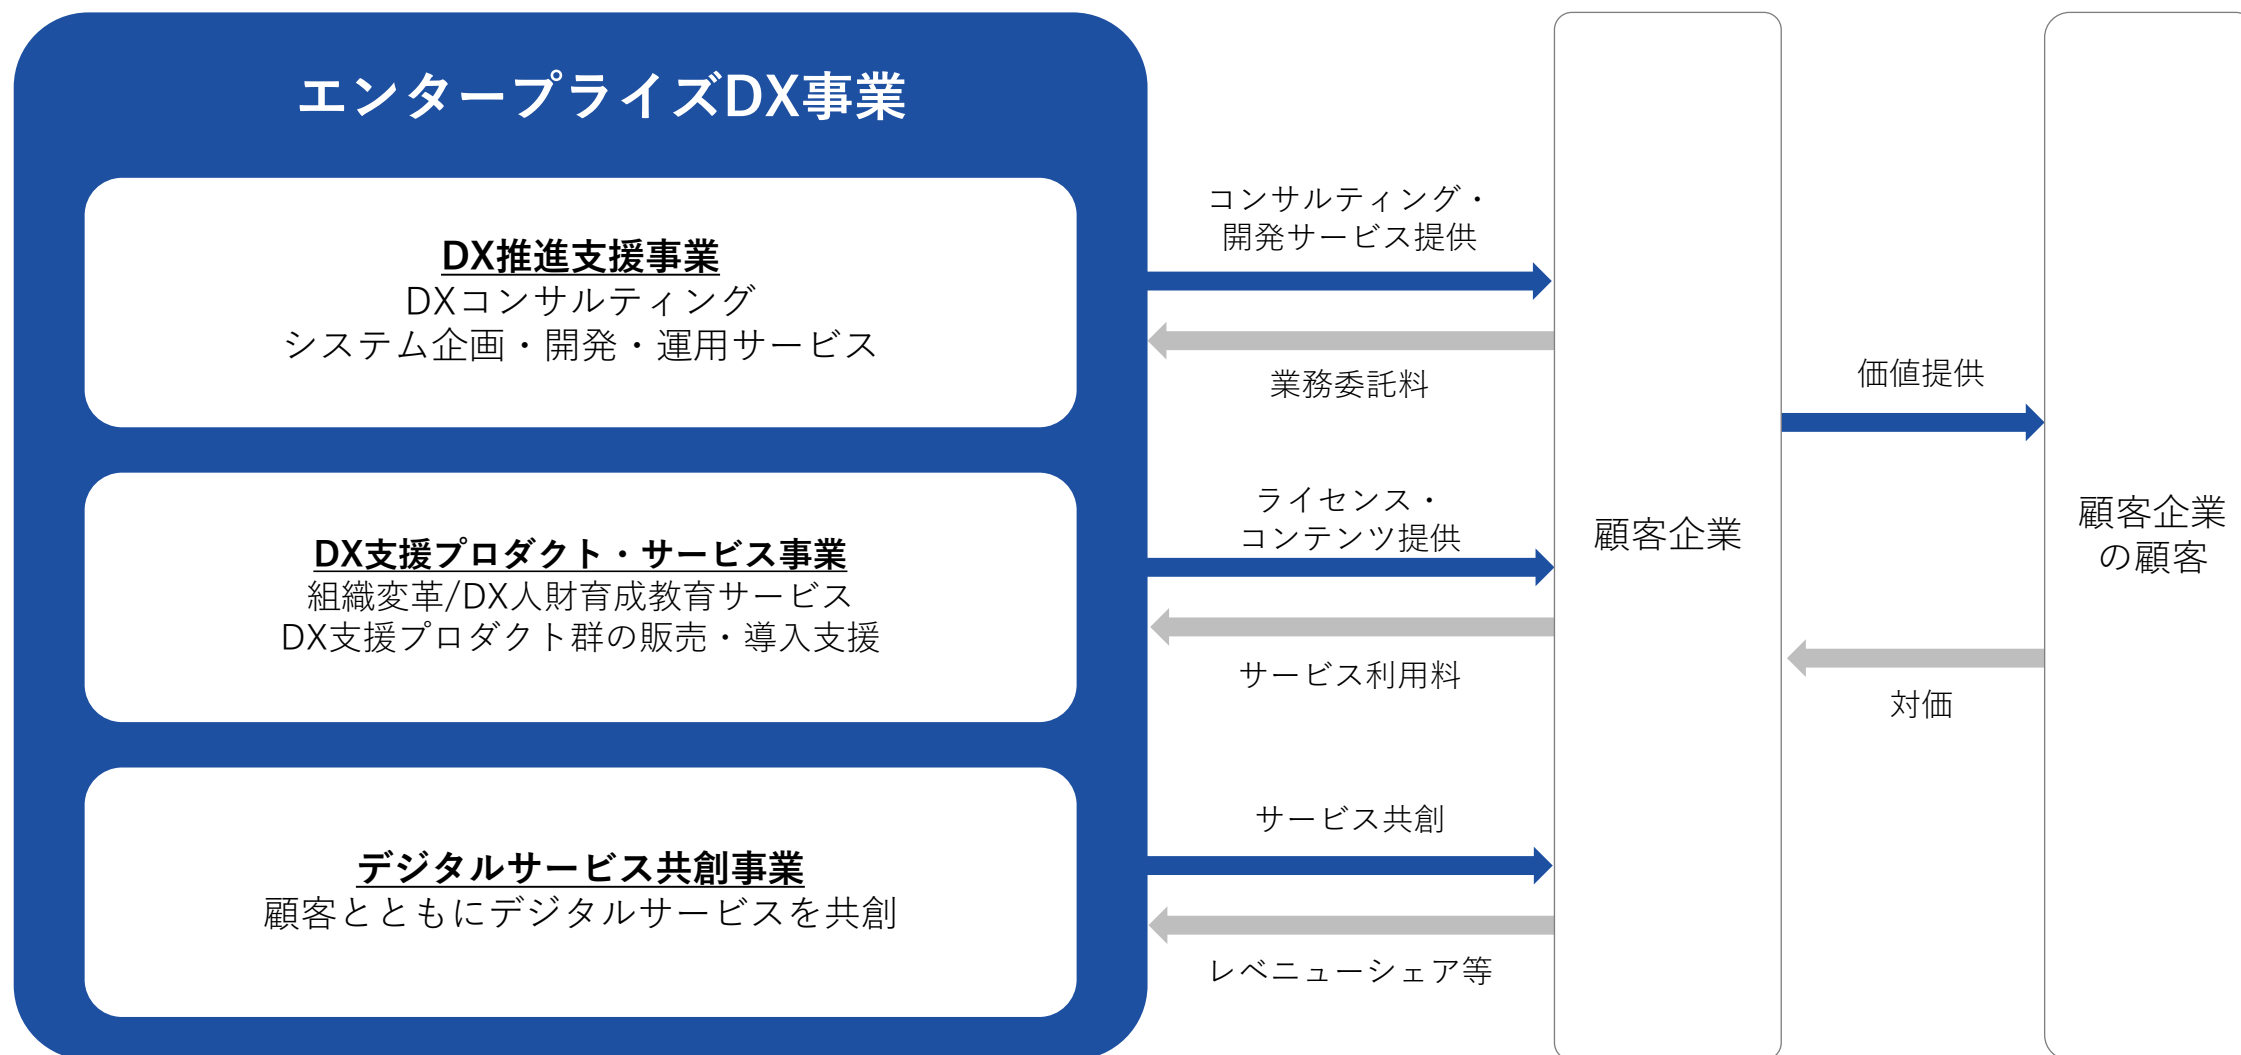 エンタープライズDX事業
DX推進支援事業
DXコンサルティング
システム企画・開発・運用サービス
DX支援プロダクト・サービス事業
組織変革/DX人財育成教育サービス
DX支援プロダクト群の販売・導入支援
デジタルサービス共創事業
顧客とともにデジタルサービスを共創
コンサルティング・
開発サービス提供
業務委託料
ライセンス・
コンテンツ提供
サービス利用料
サービス共創
レベニューシェア等
顧客企業
価値提供
対価
顧客企業
の顧客